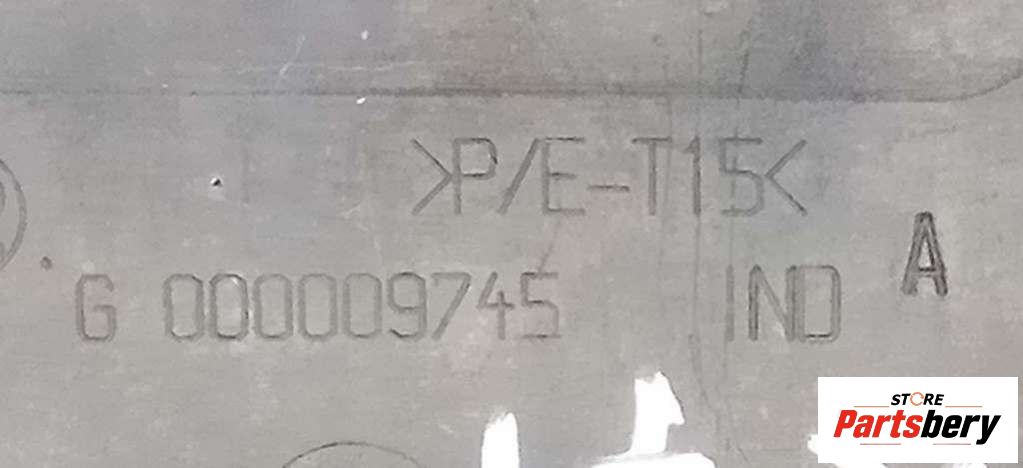 >P/E-T15<
G 000009745 IND A
STORE
Partsbery